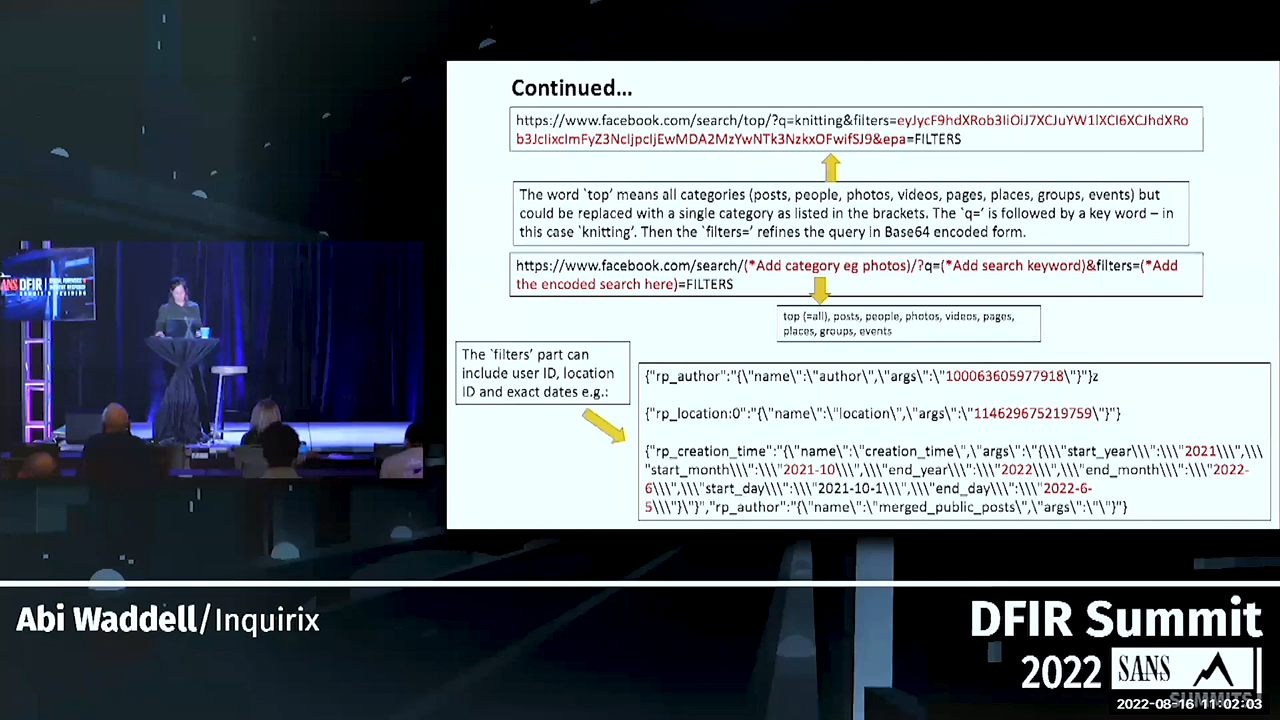 Continued...
https://www.facebook.com/search/top/?q=knitting&filters=eyJycF9hdXRob3IiOiJ7XCJuYW1lXCI6XCJhdXRo
b3JcIixcImFyZ3NcIjpcIjEwMDA2MzYwNTk3NzkxOFwifSJ9&epa=FILTERS
The word `top' means all categories (posts, people, photos, videos, pages, places, groups, events) but
could be replaced with a single category as listed in the brackets. The `q=' is followed by a key word – in
this case `knitting'. Then the `filters=' refines the query in Base64 encoded form.
https://www.facebook.com/search/(*Add category eg photos)/?q=(*Add search keyword)&filters=(*Add
the encoded search here)=FILTERS
top (=all), posts, people, photos, videos, pages,
places, groups, events
The `filters' part can
include user ID, location
ID and exact dates e.g.:
{"rp_author":"{\"name\":\"author\",\"args\":\"100063605977918\"}"}z
{"rp_location:0":"{\"name\":\"location\",\"args\":\"114629675219759\"}"}
{"rp_creation_time":"{\"name\":\"creation_time\",\"args\":\"{\\\"start_year\\\":\\\"2021\\\",\\\
"start_month\\\":\\\"2021-10\\\",\\\"end_year\\\":\\\"2022\\\",\\\"end_month\\\":\\\"2022-
6\\\",\\\"start_day\\\":\\\"2021-10-1\\\",\\\"end_day\\\":\\\"2022-6-
5\\\"}\"}","rp_author":"{\"name\":\"merged_public_posts\",\"args\":\"\"}"}
SANS DFIR
Abi Waddell/Inquirix
DFIR Summit
2022 SANS
SUMMITS
2022-08-16 11:02:03